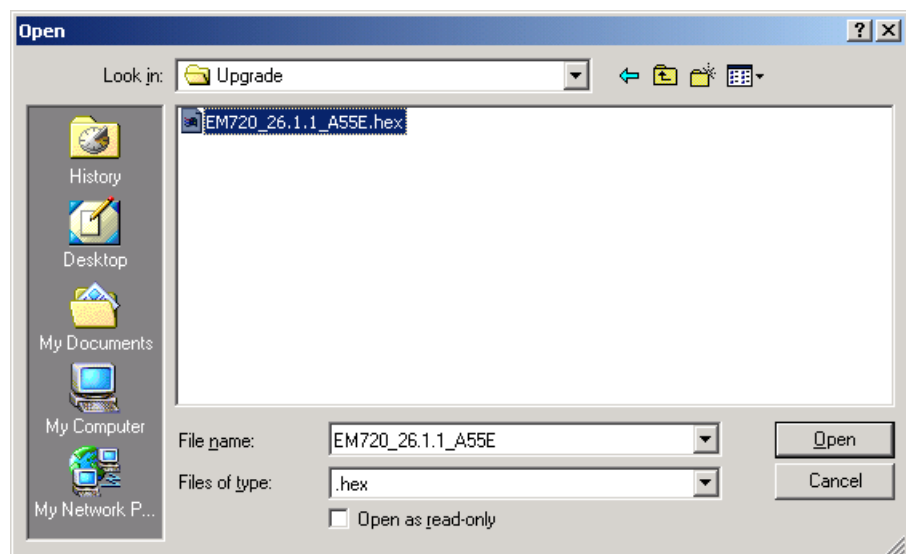 Open
Look in: Upgrade
EM720_26.1.1_A55E.hex
History
Desktop
My Documents
My Computer
My Network P...
File name: EM720_26.1.1_A55E Open
Files of type: .hex Cancel
Open as read-only